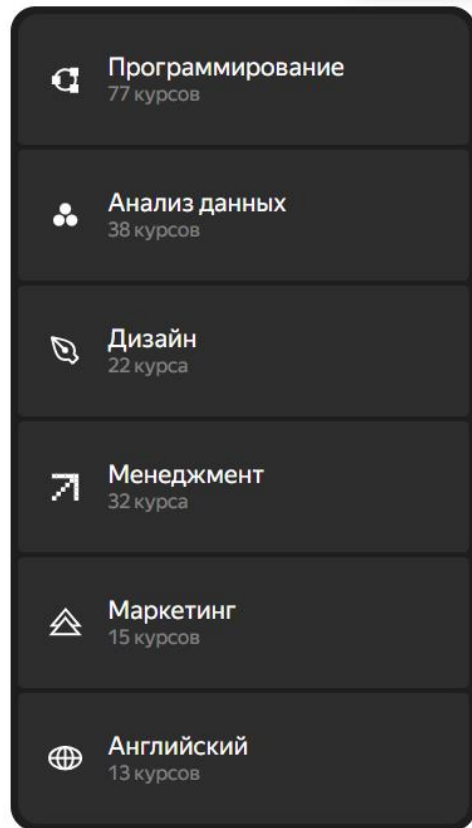 Программирование
77 курсов
Анализ данных
38 курсов
Дизайн
22 курса
Менеджмент
32 курса
Маркетинг
15 курсов
Английский
13 курсов